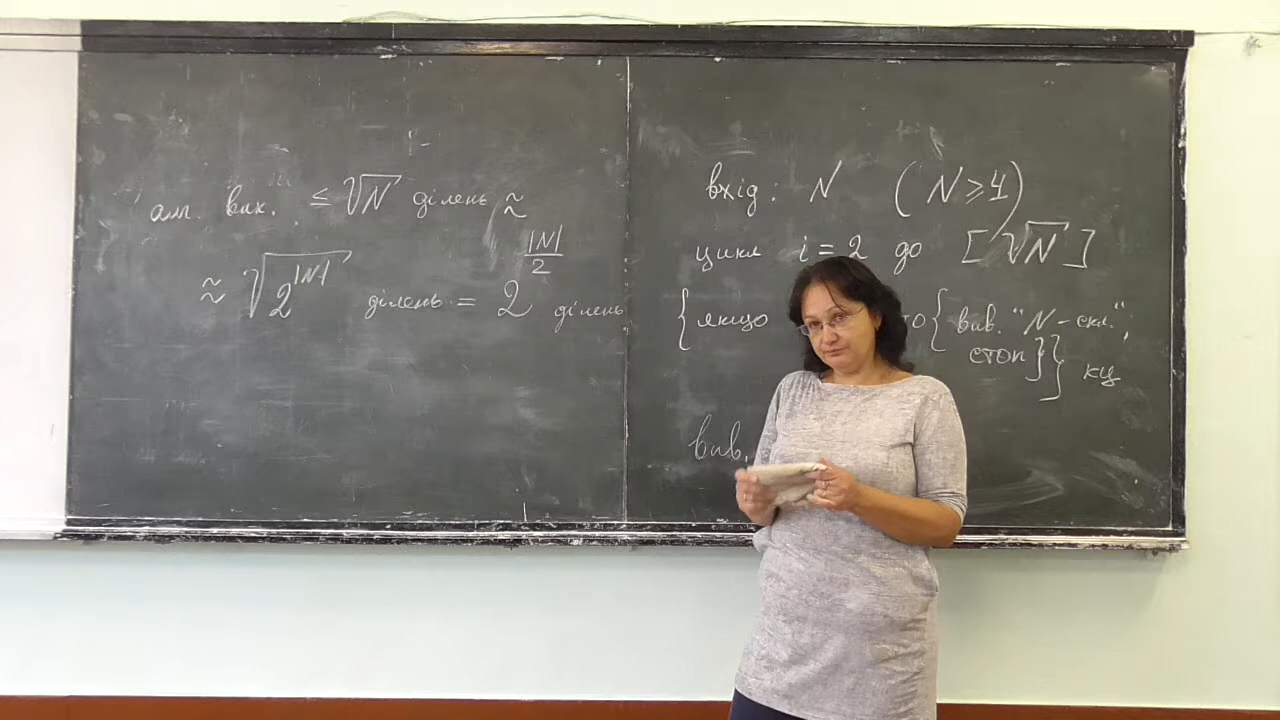 алг. вик. ≤ √N ділень ≈
≈ √2^|N| ділень = 2^(|N|/2) ділень
вхід: N (N ≥ 4)
цикл i = 2 до [√N]
{якщо то {вив. "N – скл.";
стоп}} кц
вив.